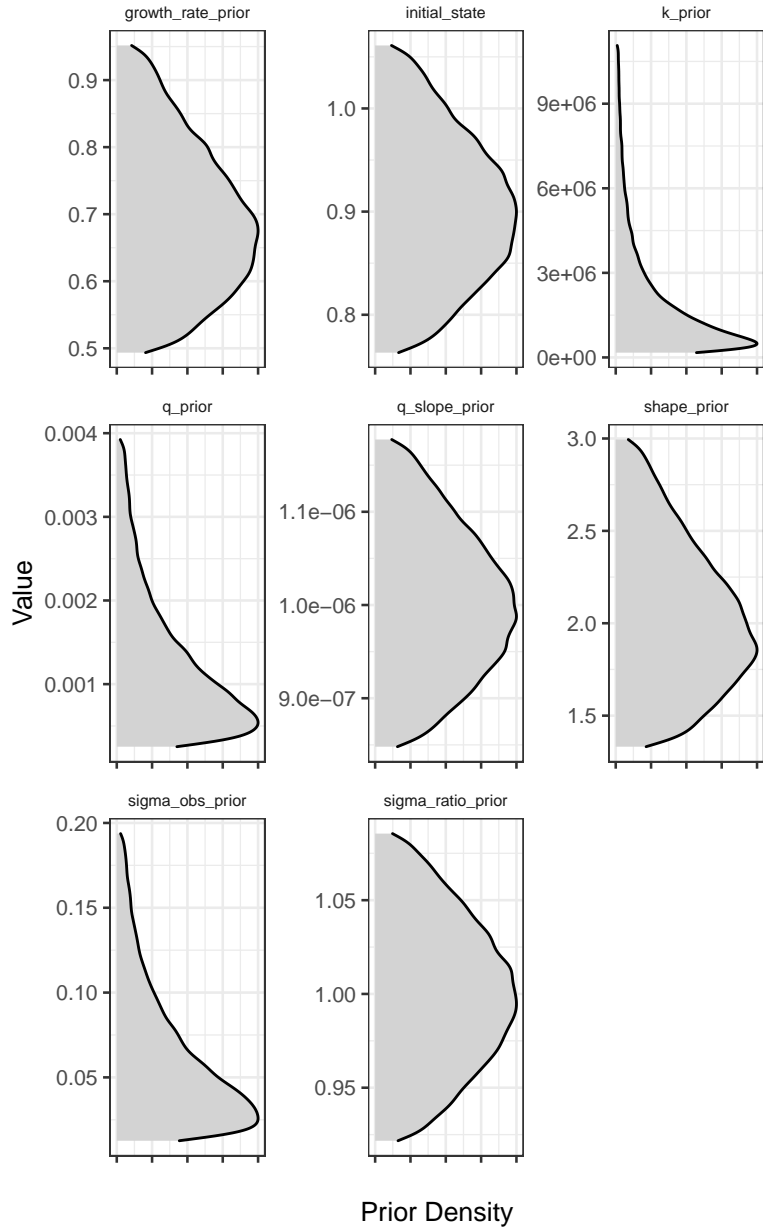 growth_rate_prior
initial_state
k_prior
0.9
0.8
0.7
0.6
0.5
1.0
0.9
0.8
9e+06
6e+06
3e+06
0e+00
q_prior
q_slope_prior
shape_prior
0.004
0.003
0.002
0.001
1.1e−06
1.0e−06
9.0e−07
3.0
2.5
2.0
1.5
Value
sigma_obs_prior
sigma_ratio_prior
0.20
0.15
0.10
0.05
1.05
1.00
0.95
Prior Density